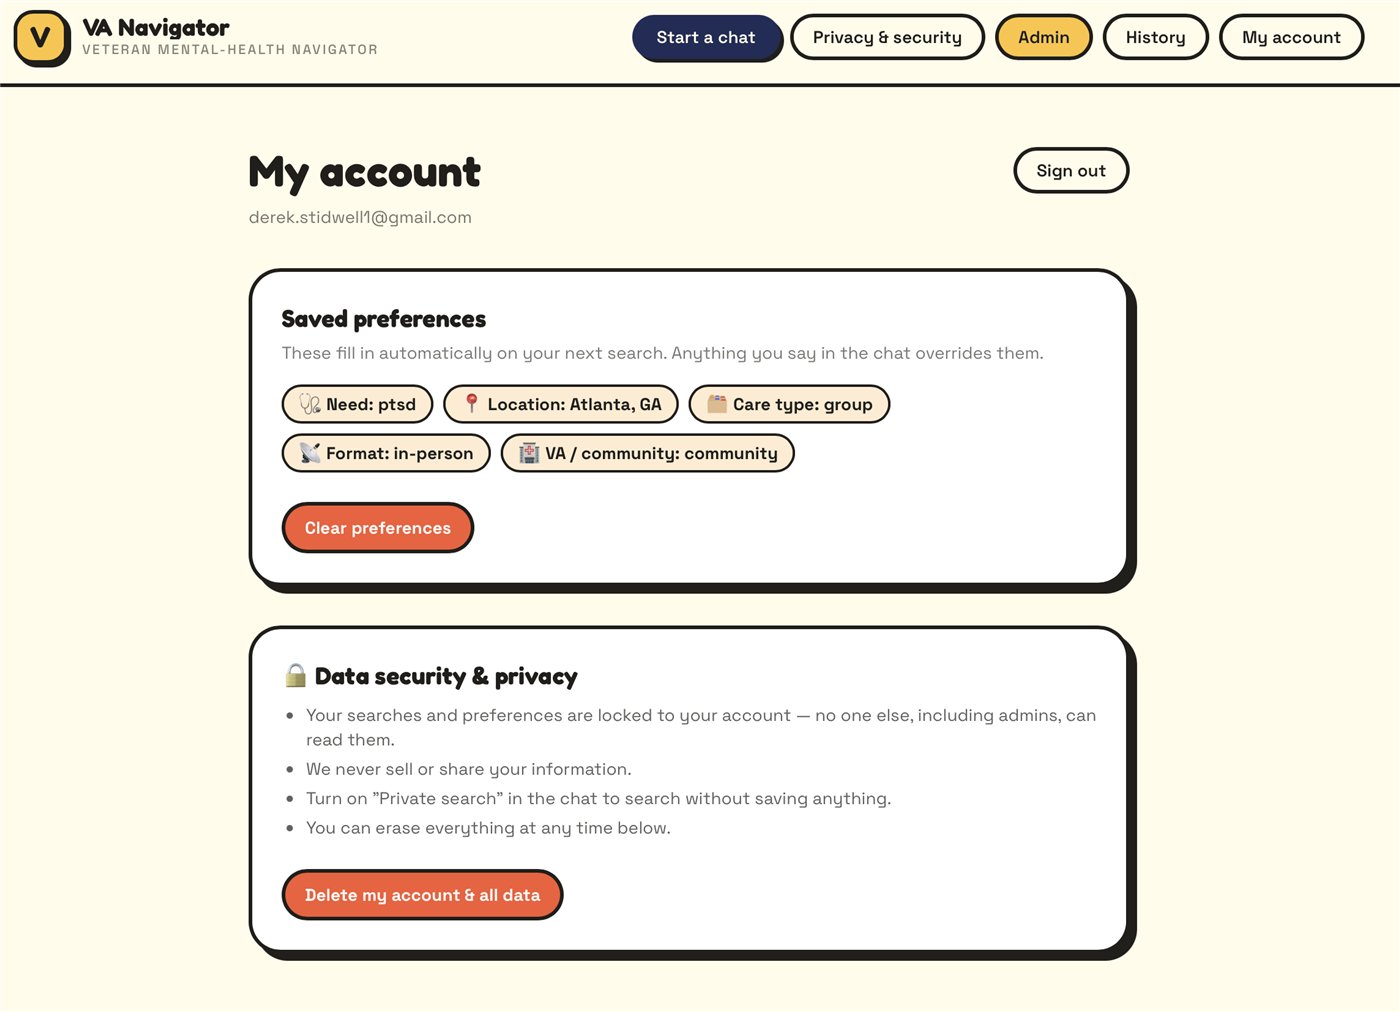 V
VA Navigator
VETERAN MENTAL-HEALTH NAVIGATOR
Start a chat
Privacy & security
Admin
History
My account
My account
Sign out
derek.stidwell1@gmail.com
Saved preferences
These fill in automatically on your next search. Anything you say in the chat overrides them.
Need: ptsd
Location: Atlanta, GA
Care type: group
Format: in-person
VA / community: community
Clear preferences
Data security & privacy
Your searches and preferences are locked to your account — no one else, including admins, can
read them.
We never sell or share your information.
Turn on "Private search" in the chat to search without saving anything.
You can erase everything at any time below.
Delete my account & all data